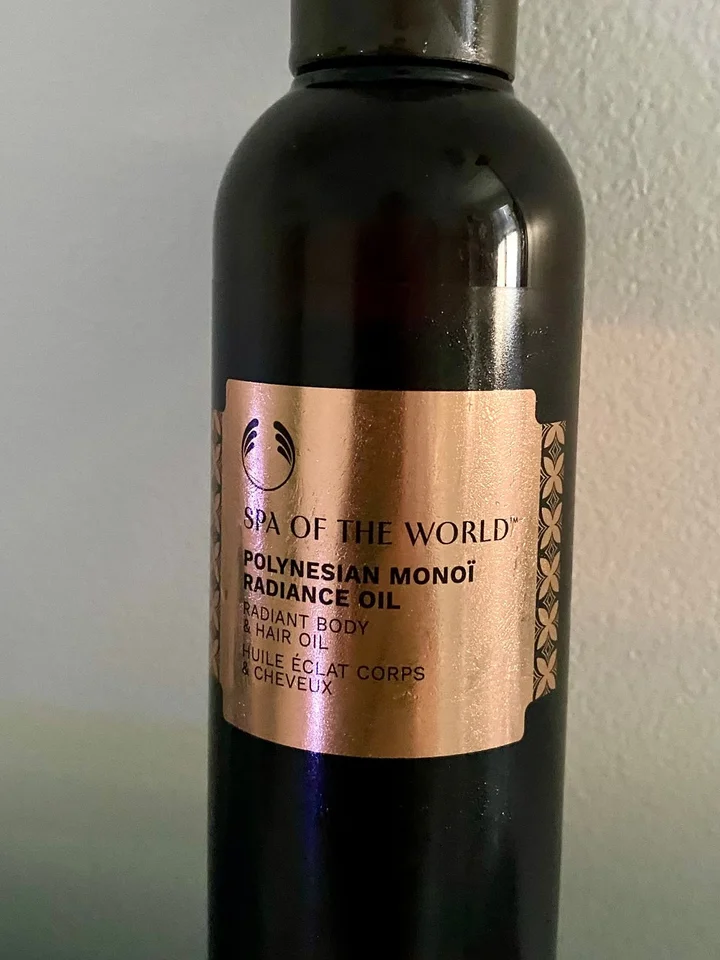 SPA OF THE WORLD™
POLYNESIAN MONOÏ
RADIANCE OIL
RADIANT BODY
& HAIR OIL
HUILE ÉCLAT CORPS
& CHEVEUX